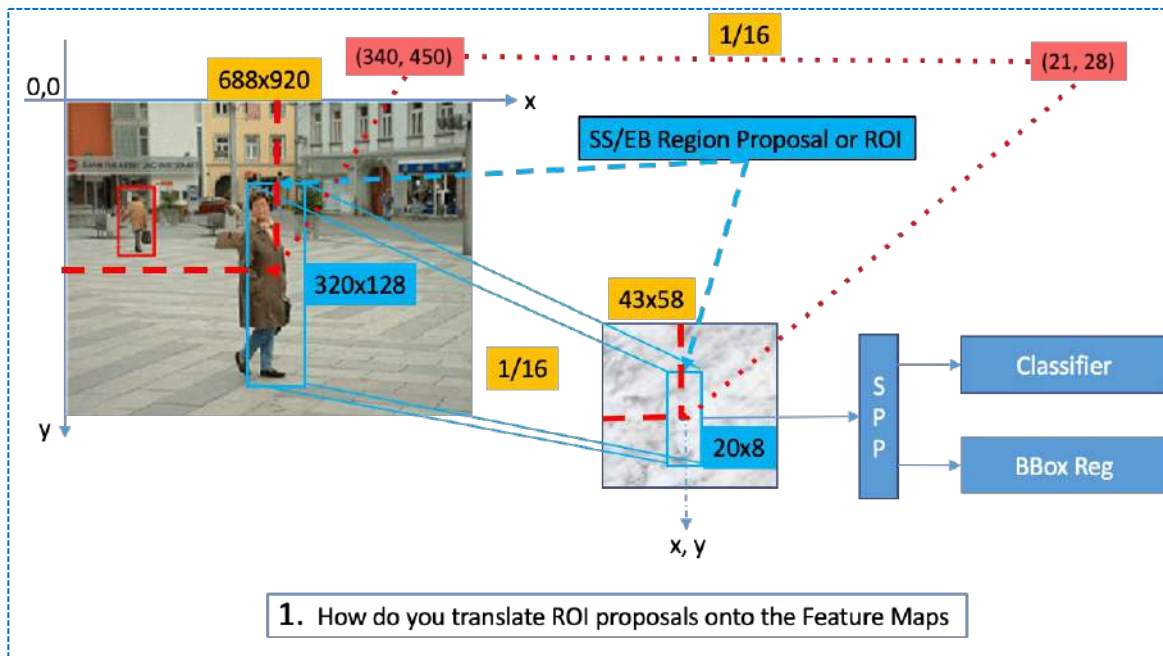 1/16
(340, 450)
(21, 28)
688x920
0,0
x
SS/EB Region Proposal or ROI
320x128
43x58
1/16
S
P
P
Classifier
y
20x8
BBox Reg
x, y
1. How do you translate ROI proposals onto the Feature Maps